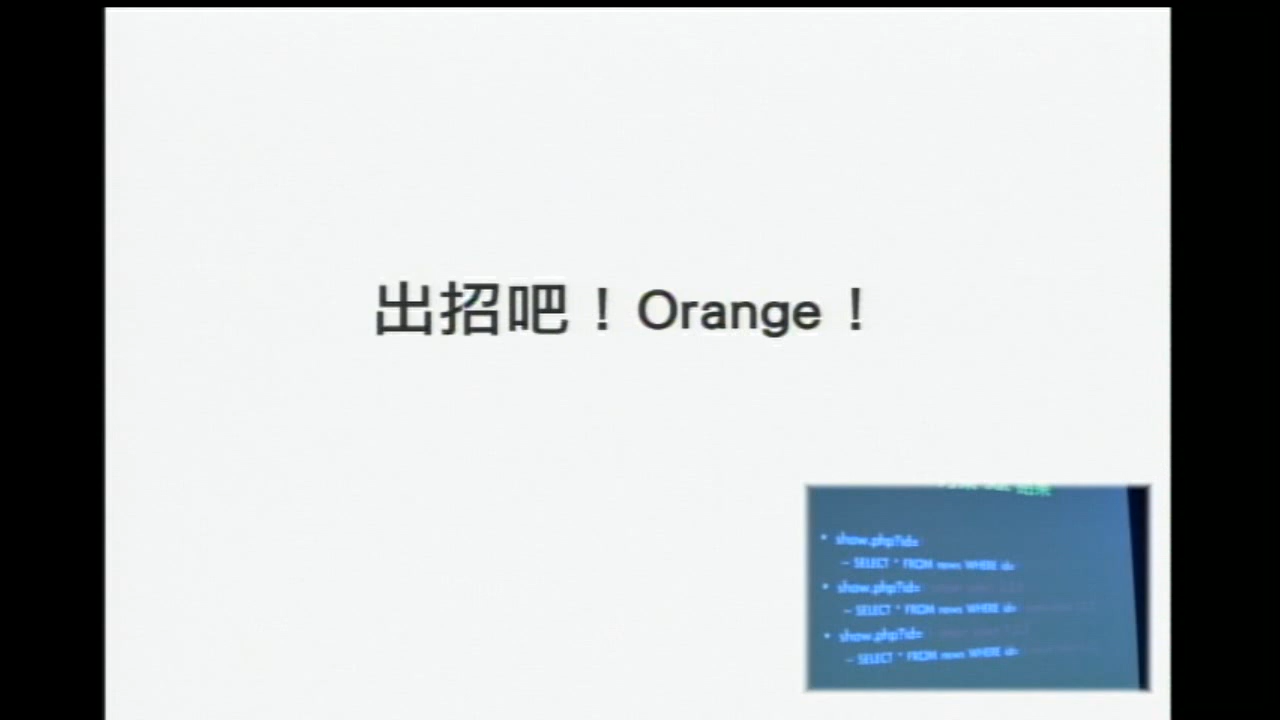 出招吧！Orange！
• show.php?id=
– SELECT * FROM news WHERE id=
• show.php?id=
– SELECT * FROM news WHERE id=
• show.php?id=
– SELECT * FROM news WHERE id=